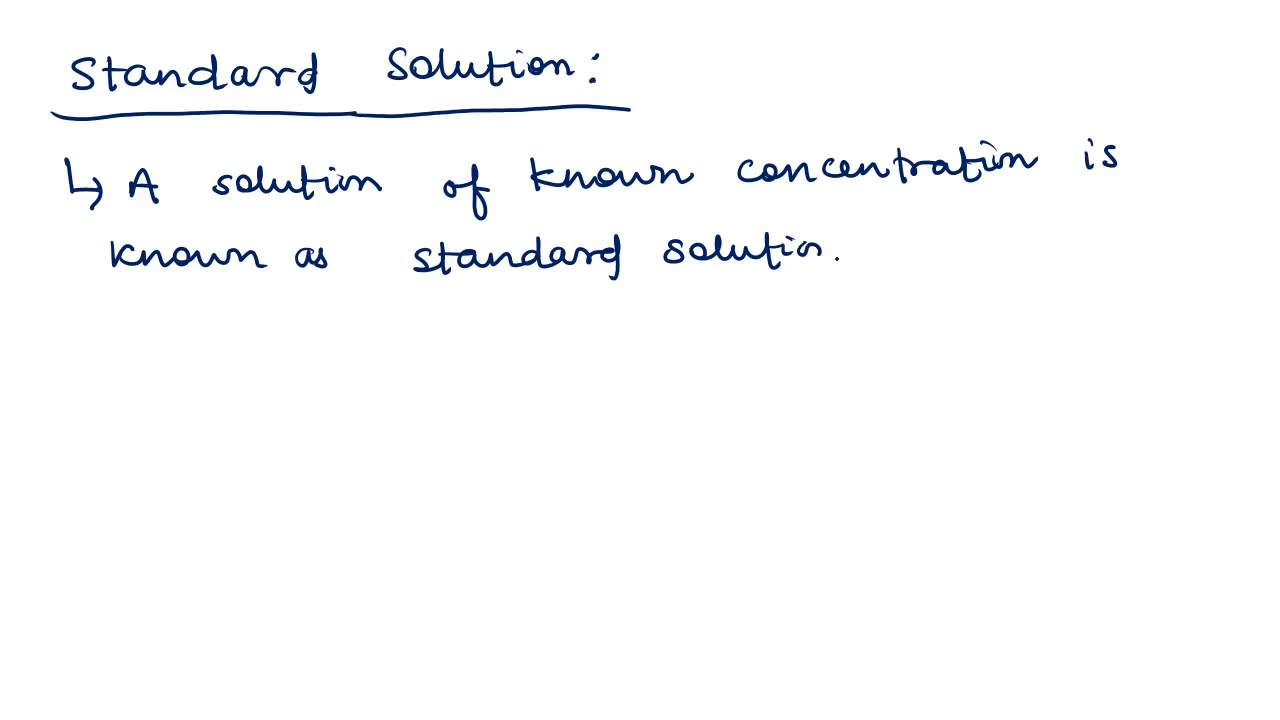 Standard Solution:
↳ A solution of known concentration is
known as standard solution.